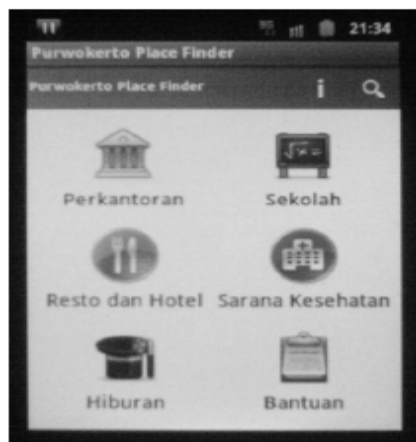 21:34
Purwokerto Place Finder
Purwokerto Place Finder
Perkantoran Sekolah
Resto dan Hotel Sarana Kesehatan
Hiburan Bantuan